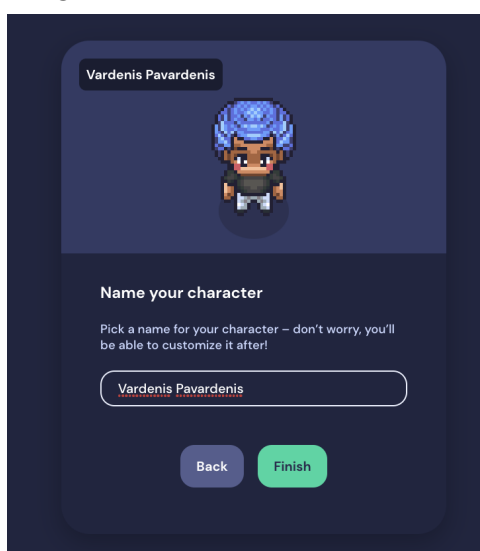 Vardenis Pavardenis
Name your character
Pick a name for your character – don’t worry, you’ll
be able to customize it after!
Vardenis Pavardenis
Back Finish